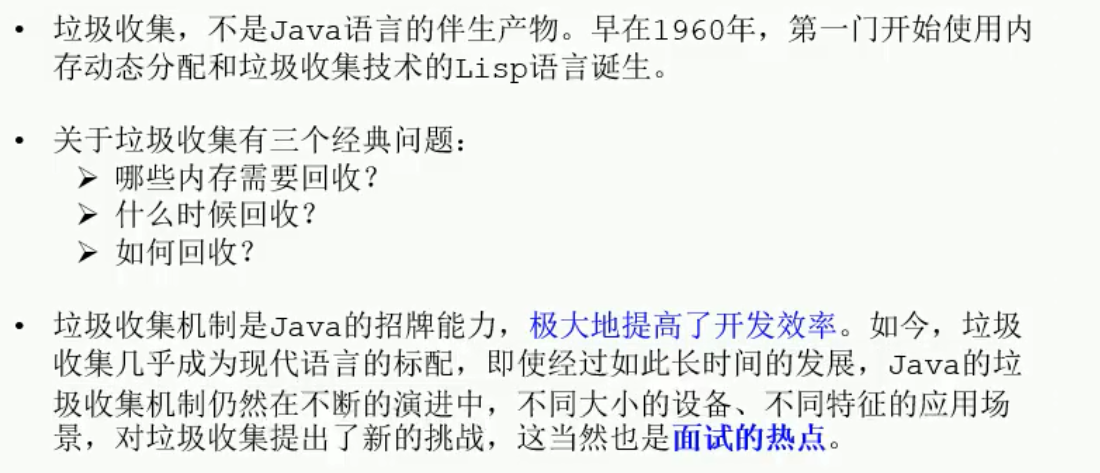 • 垃圾收集，不是Java语言的伴生产物。早在1960年，第一门开始使用内
存动态分配和垃圾收集技术的Lisp语言诞生。
• 关于垃圾收集有三个经典问题：
➢ 哪些内存需要回收？
➢ 什么时候回收？
➢ 如何回收？
• 垃圾收集机制是Java的招牌能力，极大地提高了开发效率。如今，垃圾
收集几乎成为现代语言的标配，即使经过如此长时间的发展，Java的垃
圾收集机制仍然在不断的演进中，不同大小的设备、不同特征的应用场
景，对垃圾收集提出了新的挑战，这当然也是面试的热点。